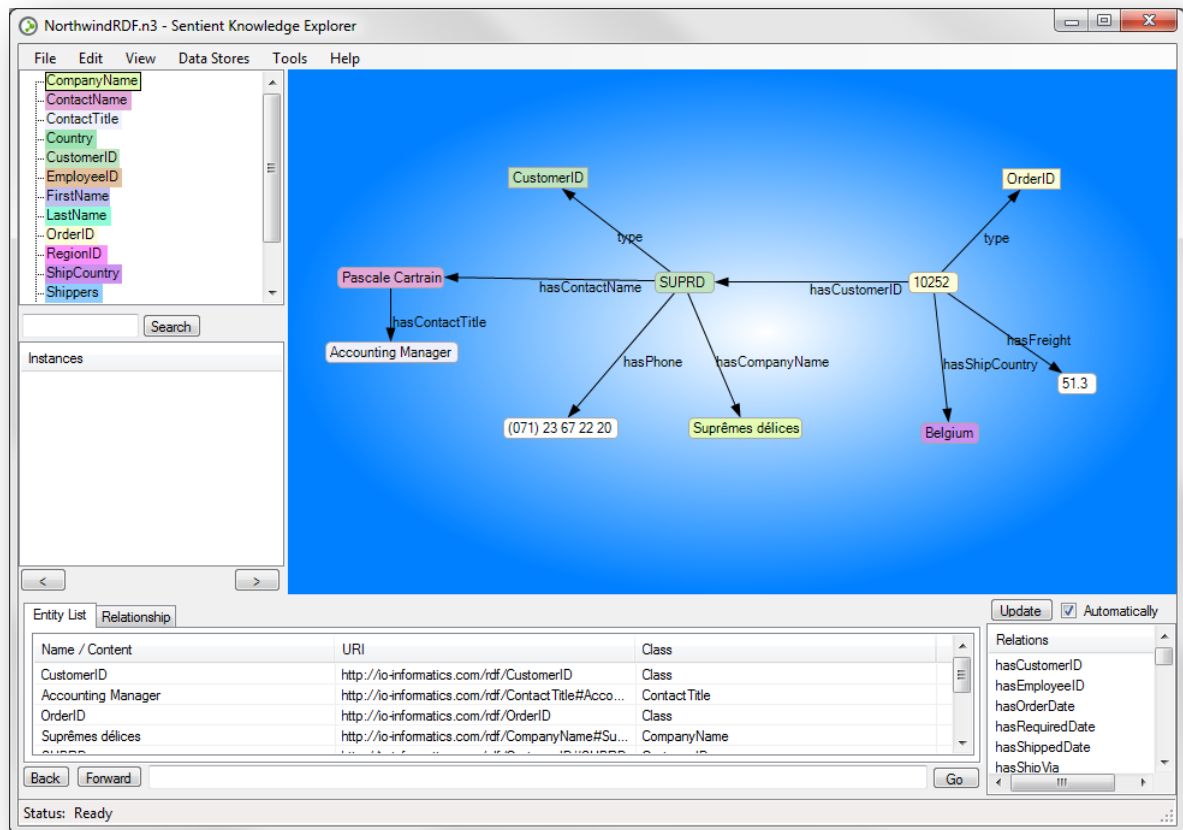 NorthwindRDF.n3 - Sentient Knowledge Explorer
File Edit View Data Stores Tools Help
CompanyName
ContactName
ContactTitle
Country
CustomerID
EmployeeID
FirstName
LastName
OrderID
RegionID
ShipCountry
Shippers
Search
Instances
< >
CustomerID
OrderID
type
type
Pascale Cartrain
hasContactName
SUPRD
hasCustomerID
10252
hasContactTitle
Accounting Manager
hasPhone
hasCompanyName
hasFreight
hasShipCountry
51.3
(071) 23 67 22 20
Suprêmes délices
Belgium
Entity List Relationship
Name / Content URI Class
CustomerID http://io-informatics.com/rdf/CustomerID Class
Accounting Manager http://io-informatics.com/rdf/ContactTitle#Acco... ContactTitle
OrderID http://io-informatics.com/rdf/OrderID Class
Suprêmes délices http://io-informatics.com/rdf/CompanyName#Su... CompanyName
Update Automatically
Relations
hasCustomerID
hasEmployeeID
hasOrderDate
hasRequiredDate
hasShippedDate
hasShipVia
Back Forward Go
Status: Ready